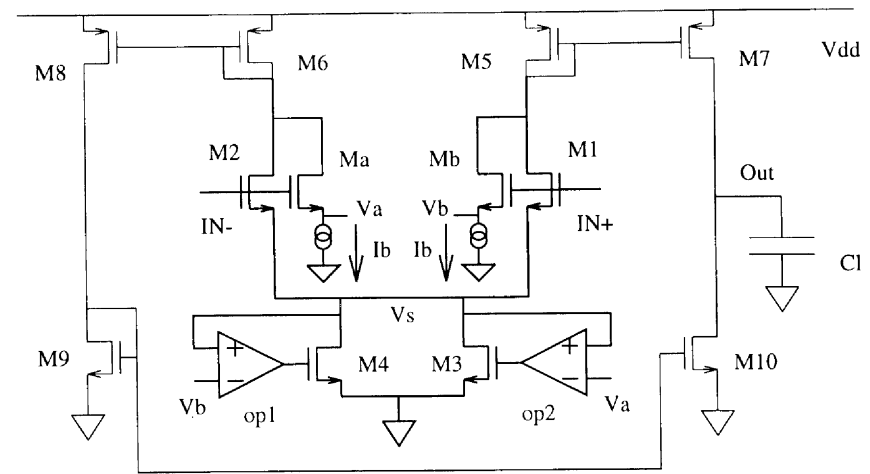 M8
M6
M5
M7
Vdd
M2
Ma
Mb
M1
Out
IN-
Va
Vb
IN+
Ib
Ib
Cl
Vs
+
+
M9
M4
M3
M10
−
−
Vb
op1
op2
Va